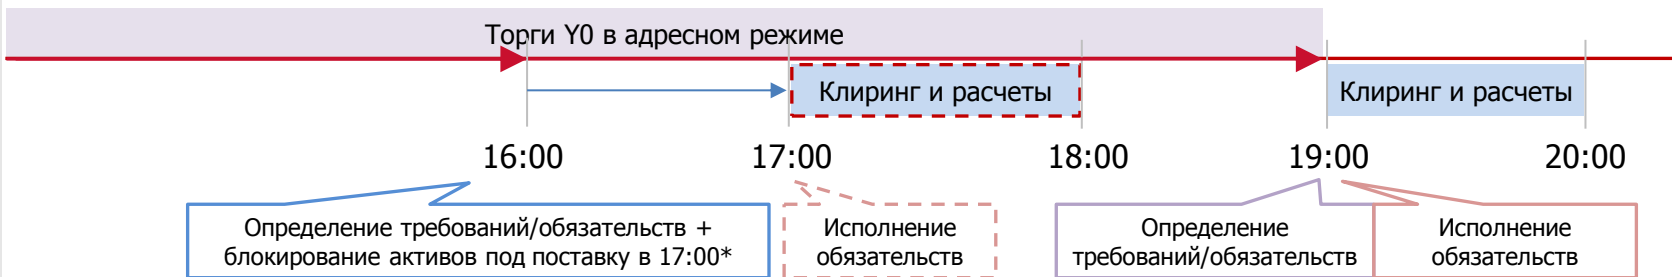 Торги Y0 в адресном режиме
Клиринг и расчеты
Клиринг и расчеты
16:00
17:00
18:00
19:00
20:00
Определение требований/обязательств +
блокирование активов под поставку в 17:00*
Исполнение
обязательств
Определение
требований/обязательств
Исполнение
обязательств